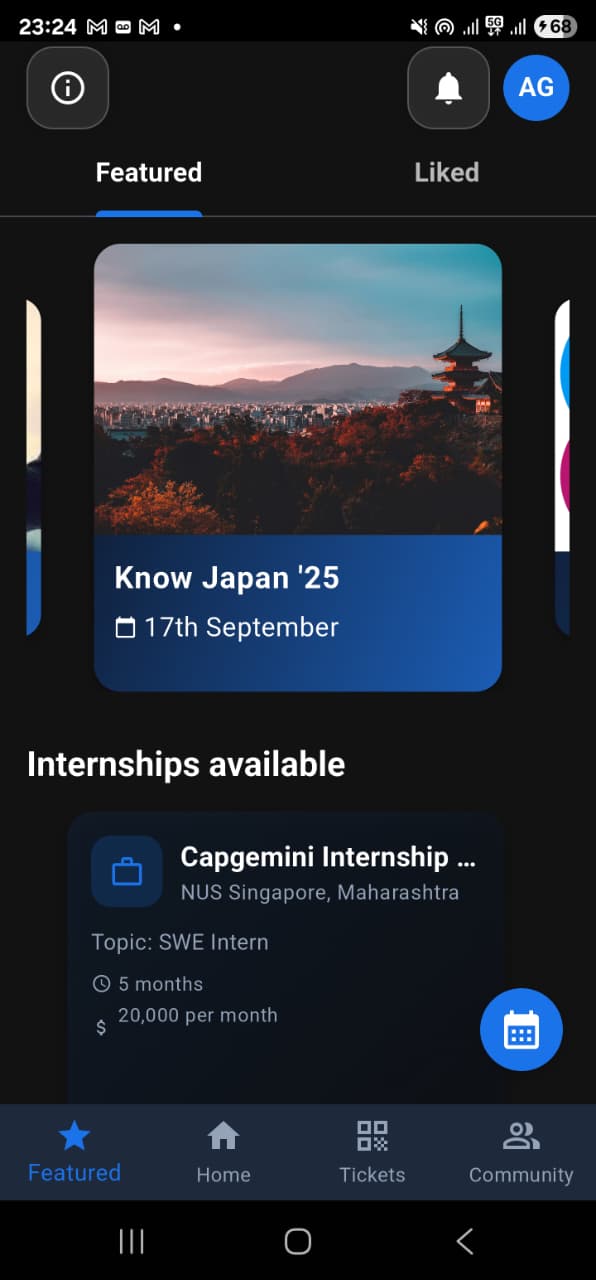 23:24
5G
68
AG
Featured
Liked
Know Japan '25
17th September
Internships available
Capgemini Internship ...
NUS Singapore, Maharashtra
Topic: SWE Intern
5 months
$ 20,000 per month
Featured
Home
Tickets
Community